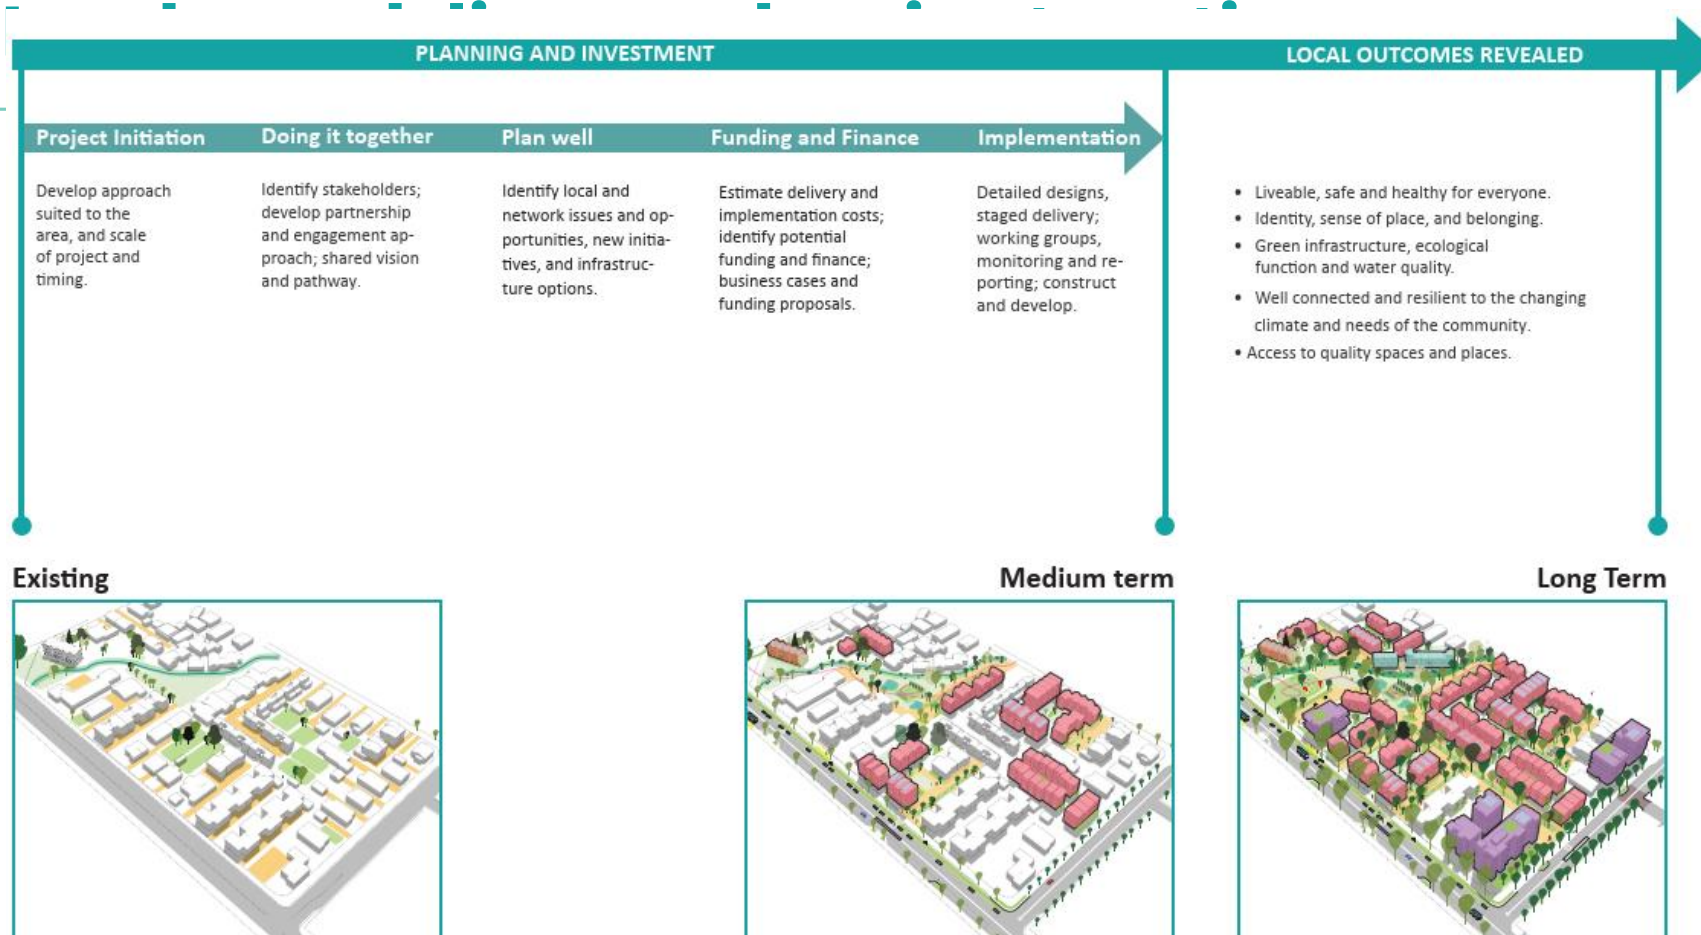 PLANNING AND INVESTMENT
LOCAL OUTCOMES REVEALED
Project Initiation
Develop approach
suited to the
area, and scale
of project and
timing.
Doing it together
Identify stakeholders;
develop partnership
and engagement ap-
proach; shared vision
and pathway.
Plan well
Identify local and
network issues and op-
portunities, new initia-
tives, and infrastruc-
ture options.
Funding and Finance
Estimate delivery and
implementation costs;
identify potential
funding and finance;
business cases and
funding proposals.
Implementation
Detailed designs,
staged delivery;
working groups,
monitoring and re-
porting; construct
and develop.
• Liveable, safe and healthy for everyone.
• Identity, sense of place, and belonging.
• Green infrastructure, ecological
function and water quality.
• Well connected and resilient to the changing
climate and needs of the community.
• Access to quality spaces and places.
Existing
Medium term
Long Term